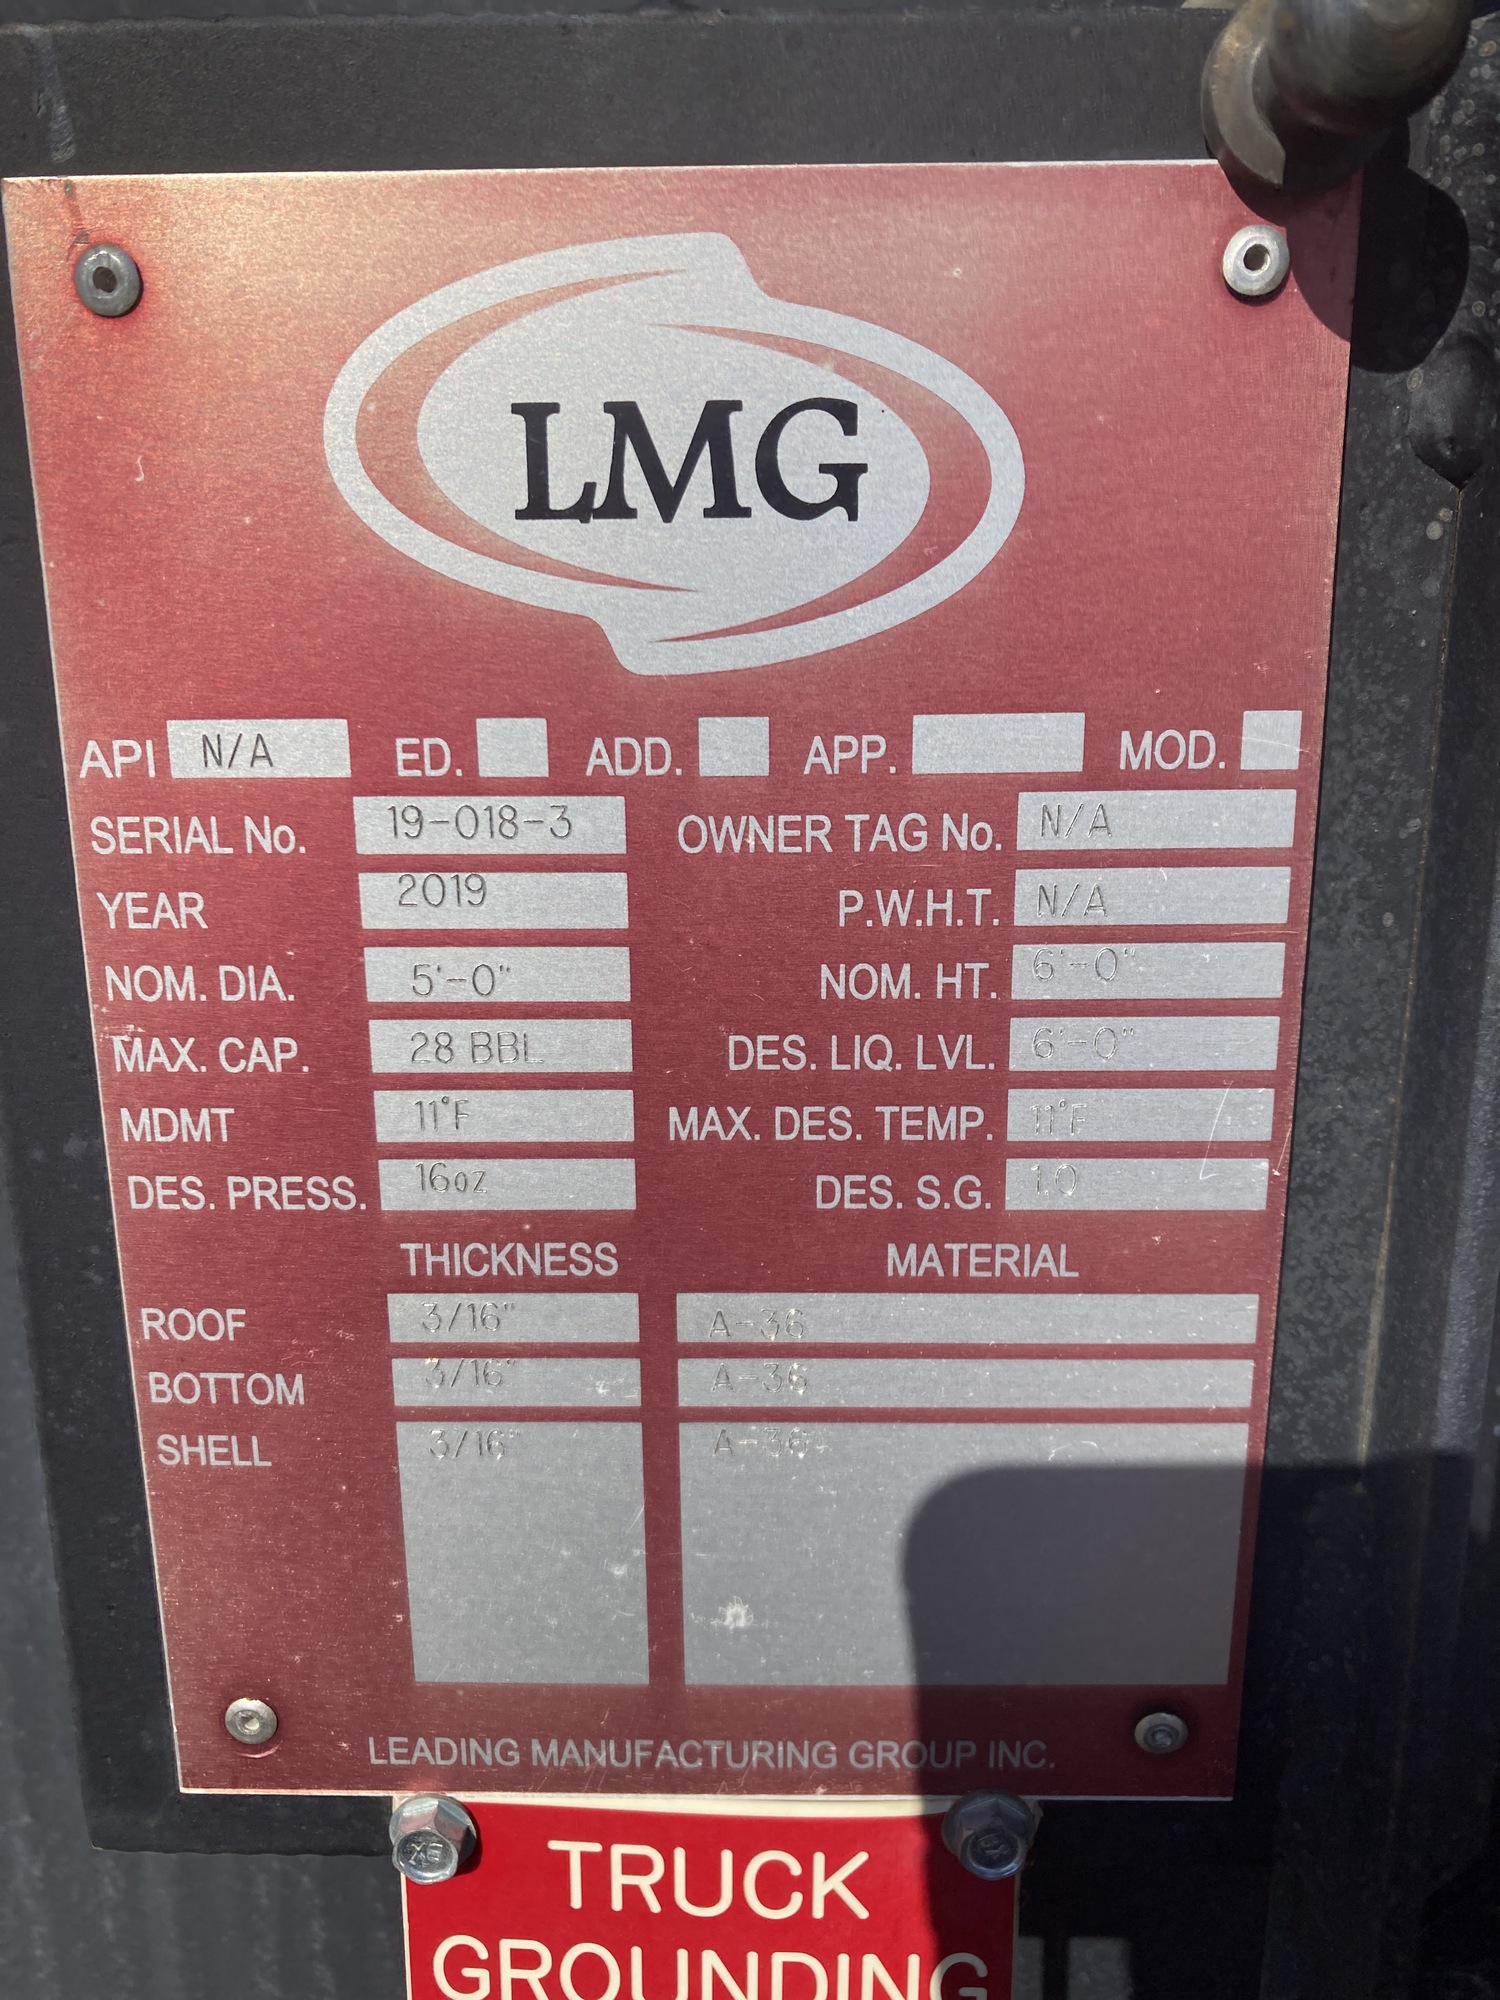 LMG
API N/A ED. ADD. APP. MOD.
SERIAL No. 19-018-3 OWNER TAG No. N/A
YEAR 2019 P.W.H.T. N/A
NOM. DIA. 5'-0" NOM. HT. 6'-0"
MAX. CAP. 28 BBL DES. LIQ. LVL. 6'-0"
MDMT 11°F MAX. DES. TEMP. 11°F
DES. PRESS. 16oz DES. S.G. 1.0
THICKNESS MATERIAL
ROOF 3/16" A-36
BOTTOM 3/16" A-36
SHELL 3/16" A-36
LEADING MANUFACTURING GROUP INC.
TRUCK
GROUNDING